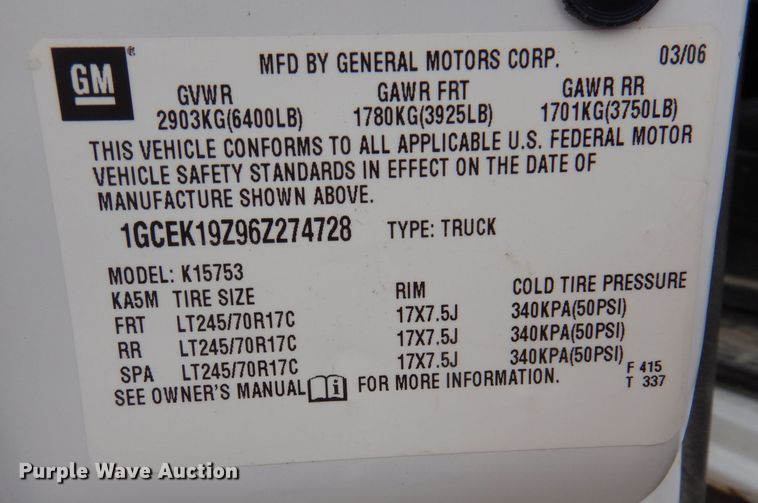 GM
MFD BY GENERAL MOTORS CORP. 03/06
GVWR GAWR FRT GAWR RR
2903KG(6400LB) 1780KG(3925LB) 1701KG(3750LB)
THIS VEHICLE CONFORMS TO ALL APPLICABLE U.S. FEDERAL MOTOR
VEHICLE SAFETY STANDARDS IN EFFECT ON THE DATE OF
MANUFACTURE SHOWN ABOVE.
1GCEK19Z96Z274728 TYPE: TRUCK
MODEL: K15753
KA5M TIRE SIZE RIM COLD TIRE PRESSURE
FRT LT245/70R17C 17X7.5J 340KPA(50PSI)
RR LT245/70R17C 17X7.5J 340KPA(50PSI)
SPA LT245/70R17C 17X7.5J 340KPA(50PSI)
SEE OWNER'S MANUAL FOR MORE INFORMATION.
F 415
T 337
Purple Wave Auction